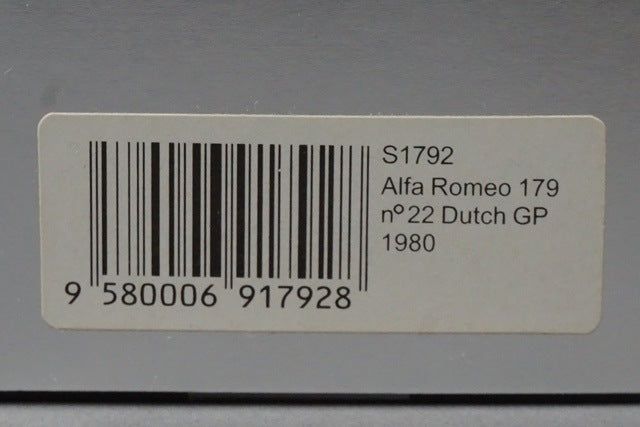 S1792
Alfa Romeo 179
nº22 Dutch GP
1980
9 580006 917928